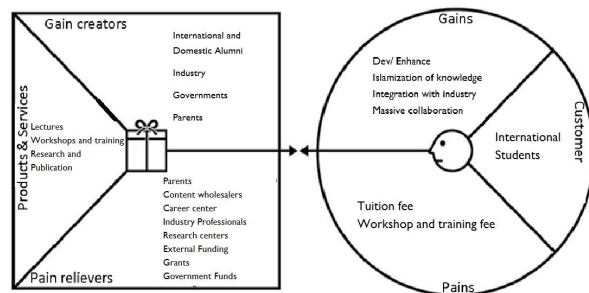 Gain creators
International and
Domestic Alumni
Industry
Governments
Parents
Products & Services
Lectures
Workshops and training
Research and
Publication
Parents
Content wholesalers
Career center
Industry Professionals
Research centers
External Funding
Grants
Government Funds
Pain relievers
Gains
Dev/ Enhance
Islamization of knowledge
Integration with industry
Massive collaboration
Customer
International
Students
Tuition fee
Workshop and training fee
Pains